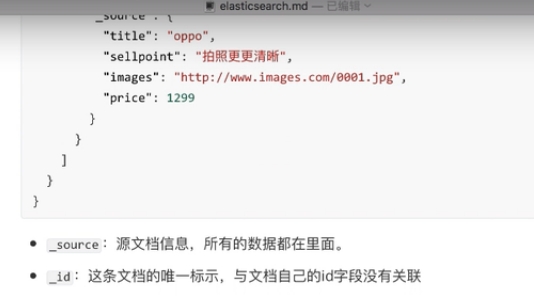 elasticsearch.md — 已编辑
_source": {
"title": "oppo",
"sellpoint": "拍照更更清晰",
"images": "http://www.images.com/0001.jpg",
"price": 1299
}
}
]
}
}
_source：源文档信息，所有的数据都在里面。
_id：这条文档的唯一标示，与文档自己的id字段没有关联